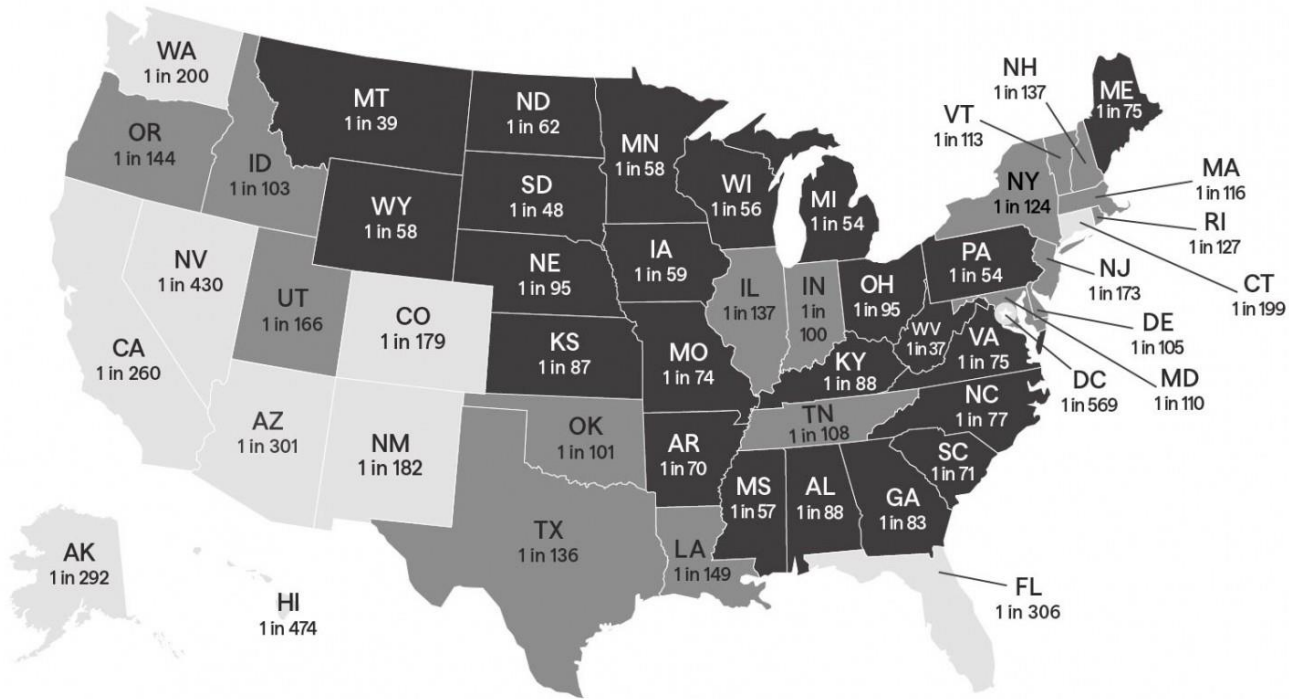 WA
1 in 200
MT
1 in 39
ND
1 in 62
MN
1 in 58
OR
1 in 144
ID
1 in 103
WY
1 in 58
SD
1 in 48
WI
1 in 56
MI
1 in 54
NH
1 in 137
ME
1 in 75
VT
1 in 113
NY
1 in 124
MA
1 in 116
RI
1 in 127
CT
1 in 199
NJ
1 in 173
PA
1 in 54
DE
1 in 105
MD
1 in 110
DC
1 in 569
NV
1 in 430
UT
1 in 166
CO
1 in 179
NE
1 in 95
IA
1 in 59
IL
1 in 137
IN
1 in
100
OH
1 in 95
WV
1 in 37
VA
1 in 75
CA
1 in 260
KS
1 in 87
MO
1 in 74
KY
1 in 88
NC
1 in 77
AZ
1 in 301
NM
1 in 182
OK
1 in 101
AR
1 in 70
TN
1 in 108
SC
1 in 71
MS
1 in 57
AL
1 in 88
GA
1 in 83
TX
1 in 136
LA
1 in 149
FL
1 in 306
AK
1 in 292
HI
1 in 474